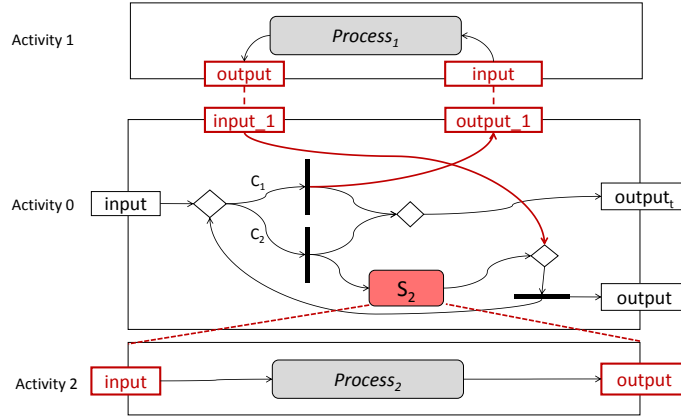 Activity 1
Process₁
output
input
input_1
output_1
Activity 0
input
C₁
C₂
outputₜ
S₂
output
Activity 2
input
Process₂
output